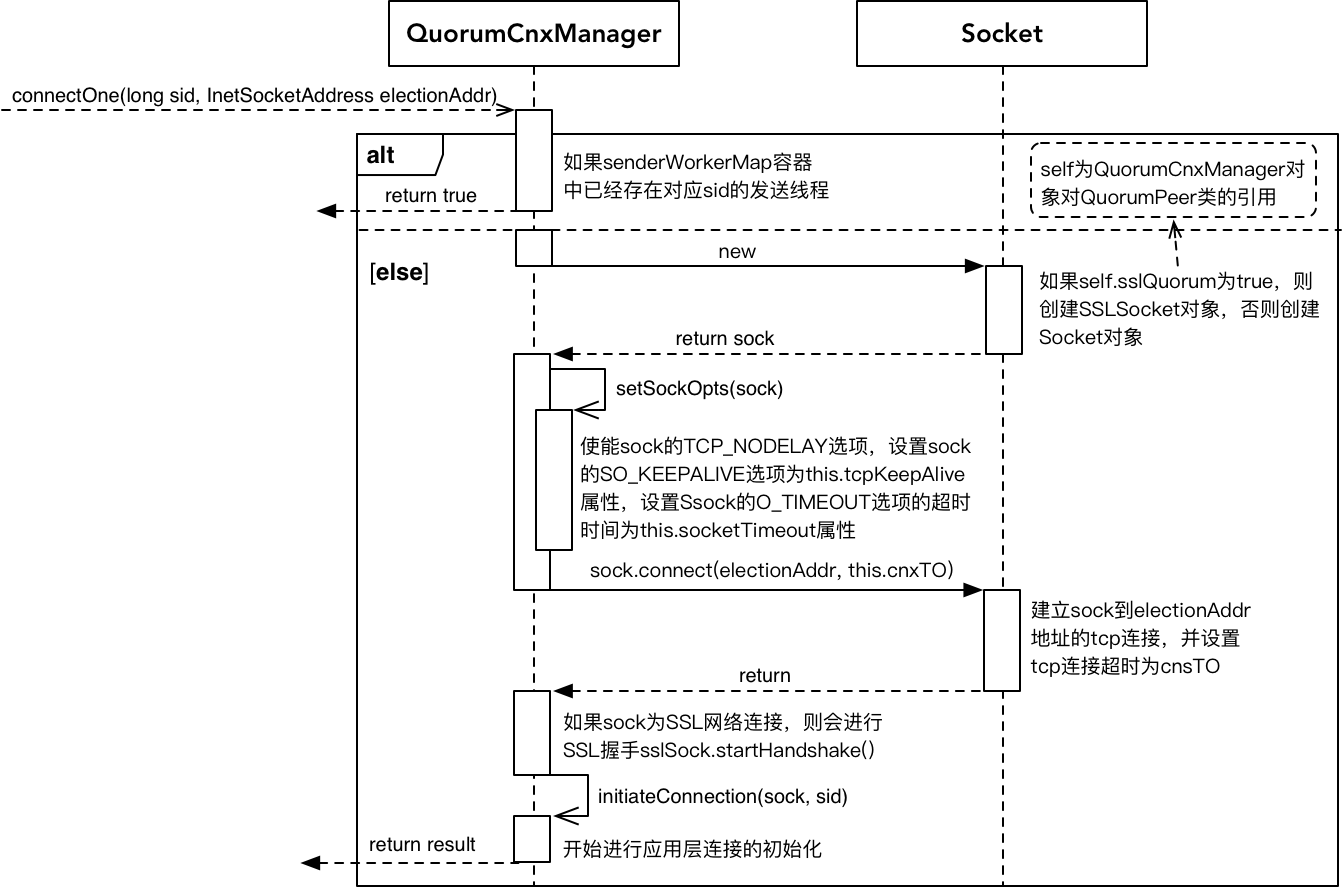 QuorumCnxManager
Socket
connectOne(long sid, InetSocketAddress electionAddr)
alt
如果senderWorkerMap容器
中已经存在对应sid的发送线程
self为QuorumCnxManager对
象对QuorumPeer类的引用
return true
new
[else]
如果self.sslQuorum为true，则
创建SSLSocket对象，否则创建
Socket对象
return sock
setSockOpts(sock)
使能sock的TCP_NODELAY选项，设置sock
的SO_KEEPALIVE选项为this.tcpKeepAlive
属性，设置Ssock的O_TIMEOUT选项的超时
时间为this.socketTimeout属性
sock.connect(electionAddr, this.cnxTO)
建立sock到electionAddr
地址的tcp连接，并设置
tcp连接超时为cnsTO
return
如果sock为SSL网络连接，则会进行
SSL握手sslSock.startHandshake()
initiateConnection(sock, sid)
return result
开始进行应用层连接的初始化